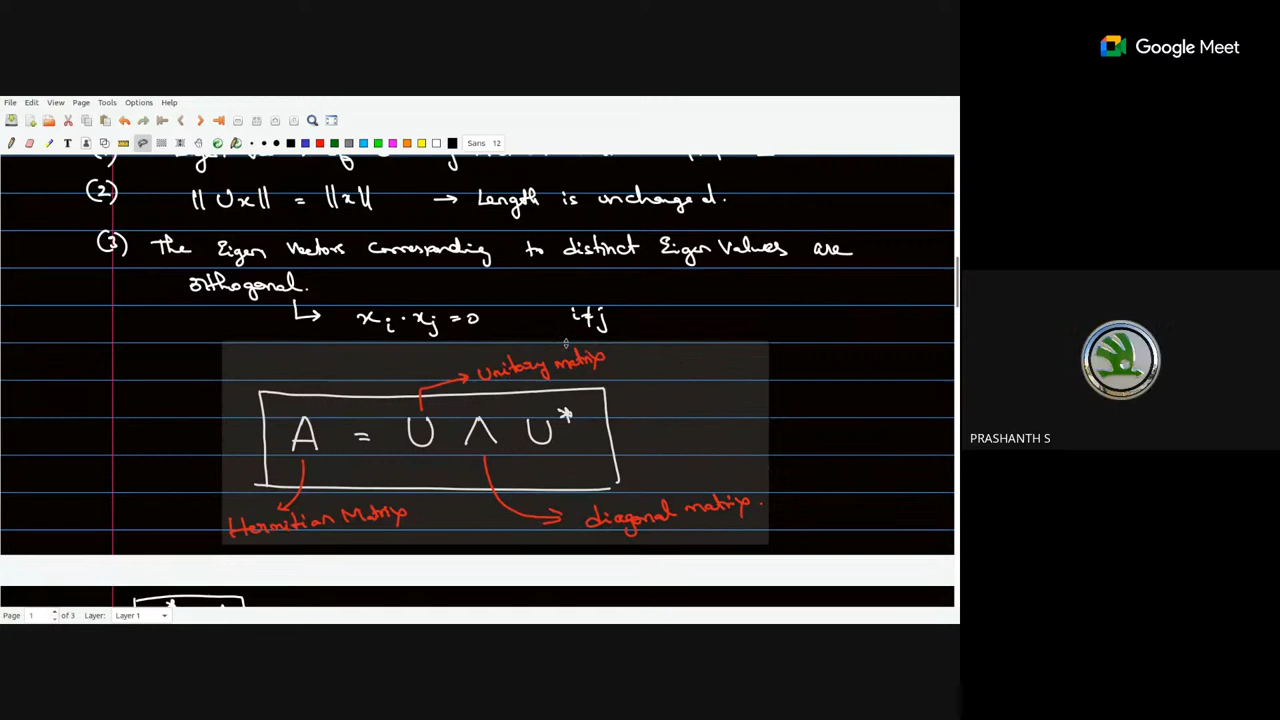 Google Meet
File Edit View Page Tools Options Help
Sans 12
(2) ||Ux|| = ||x|| → Length is unchanged.
(3) The Eigen vectors corresponding to distinct Eigen Values are
orthogonal.
↳ xᵢ · xⱼ = 0 i≠j
Unitary matrix
A = U Λ U*
Hermitian Matrix
diagonal matrix.
PRASHANTH S
Page 1 of 3 Layer: Layer 1